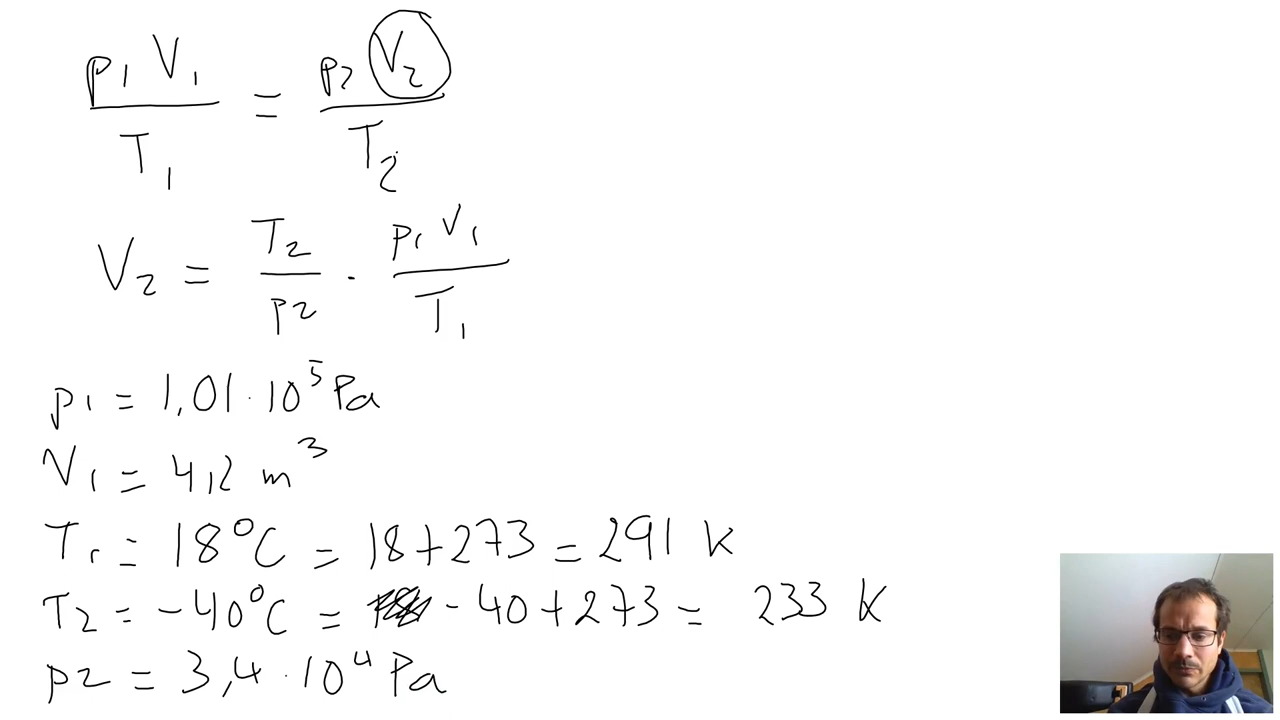 p1 V1 / T1 = p2 V2 / T2
V2 = T2 / p2 · p1 V1 / T1
p1 = 1,01 · 10^5 Pa
V1 = 4,2 m^3
T1 = 18°C = 18+273 = 291 K
T2 = -40°C = -40+273 = 233 K
p2 = 3,4 · 10^4 Pa